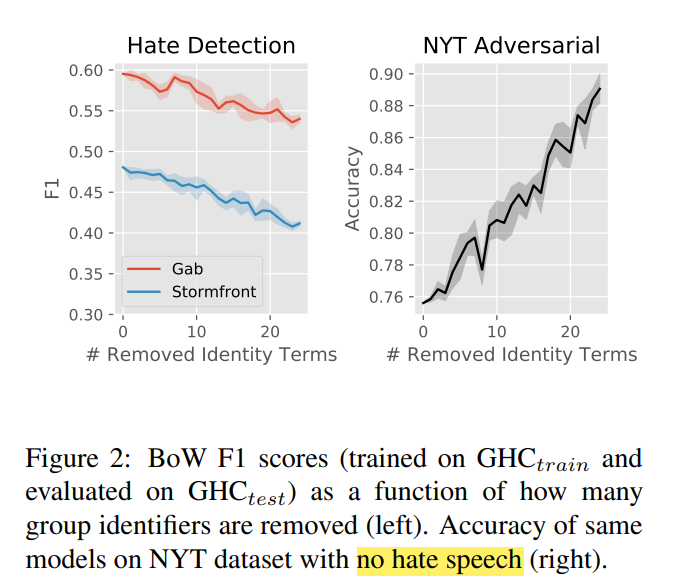 Hate Detection
0.60
0.55
0.50
0.45
0.40
0.35
0.30
F1
Gab
Stormfront
0
10
20
# Removed Identity Terms
NYT Adversarial
0.90
0.88
0.86
0.84
0.82
0.80
0.78
0.76
Accuracy
0
10
20
# Removed Identity Terms
Figure 2: BoW F1 scores (trained on GHCtrain and
evaluated on GHCtest) as a function of how many
group identifiers are removed (left). Accuracy of same
models on NYT dataset with no hate speech (right).